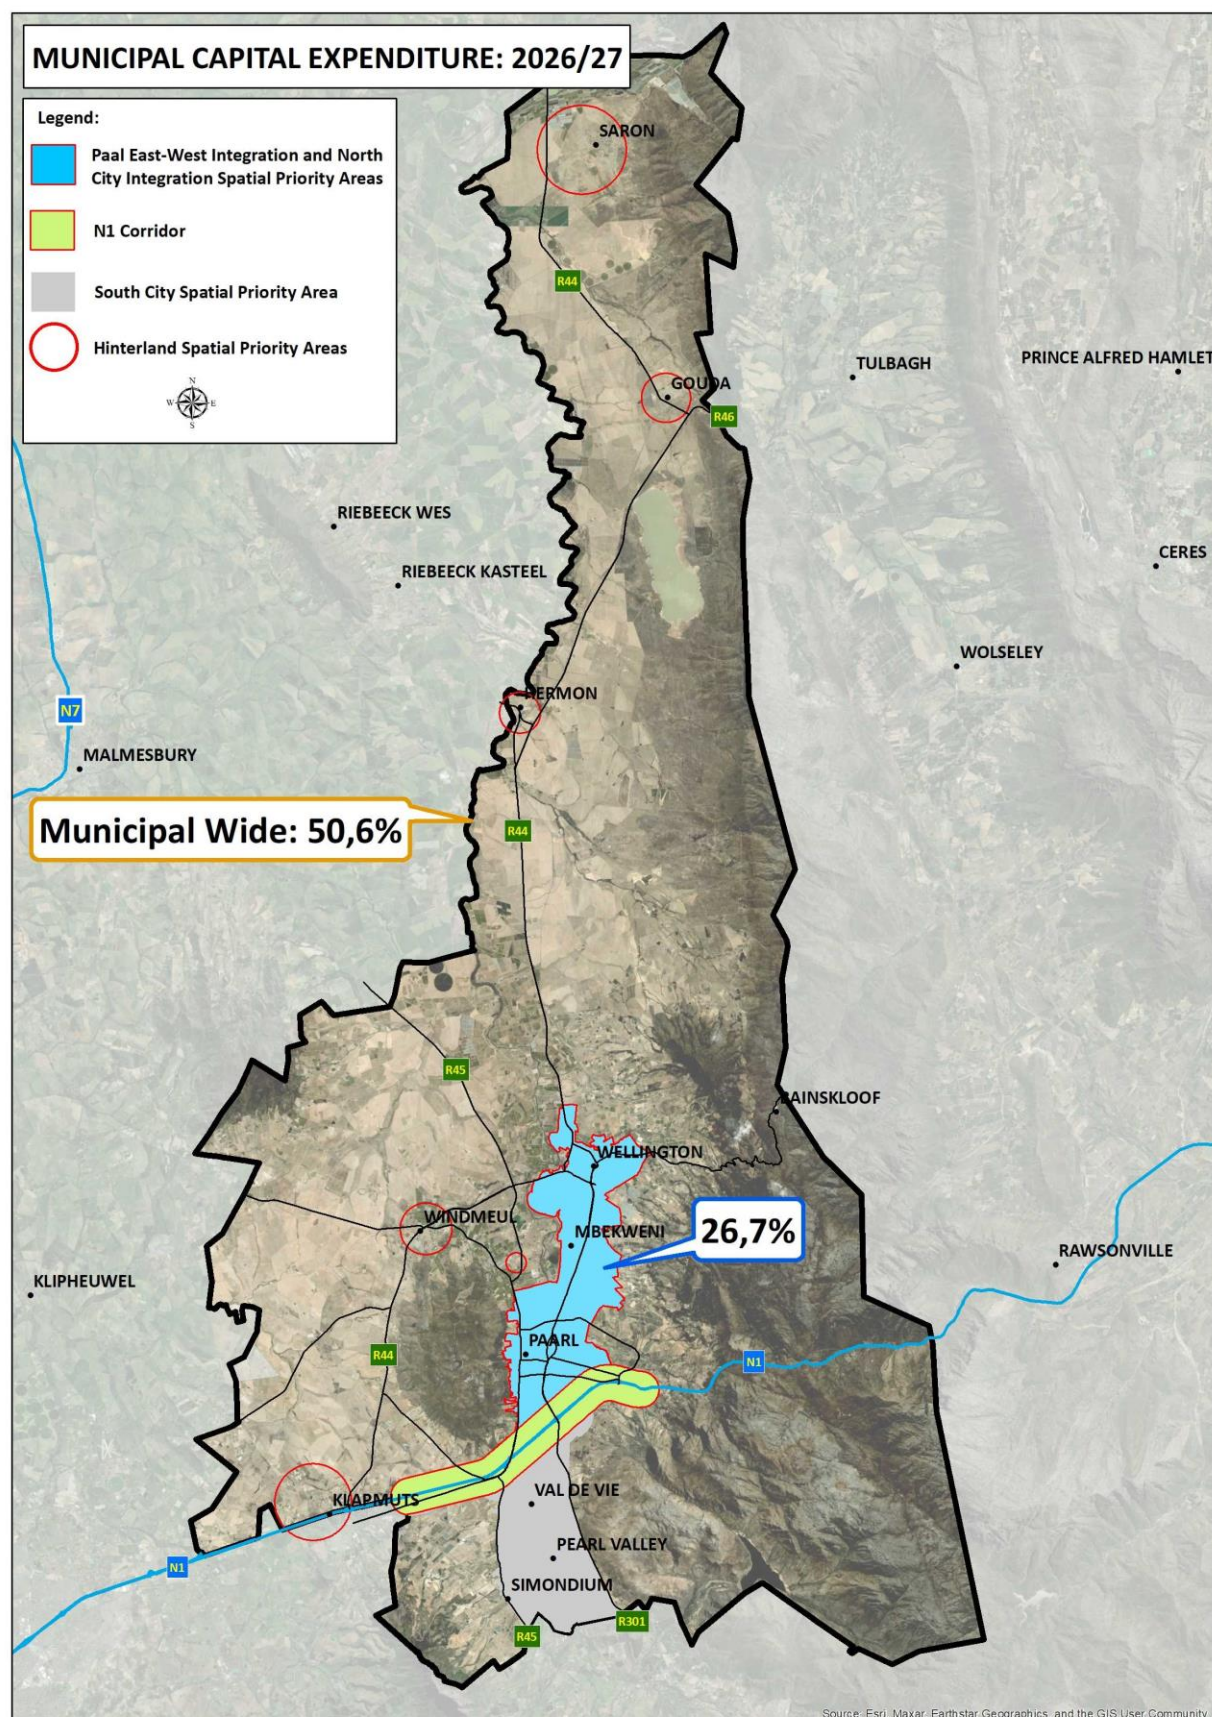 MUNICIPAL CAPITAL EXPENDITURE: 2026/27
Legend:
Paal East-West Integration and North
City Integration Spatial Priority Areas
N1 Corridor
South City Spatial Priority Area
Hinterland Spatial Priority Areas
N
W E
S
SARON
R44
TULBAGH
PRINCE ALFRED HAMLET
GOUDA
R46
RIEBEECK WES
CERES
RIEBEECK KASTEEL
WOLSELEY
HERMON
N7
MALMESBURY
Municipal Wide: 50,6%
R44
R45
BAINSKLOOF
WELLINGTON
WINDMEUL
MBEKWENI
26,7%
RAWSONVILLE
KLIPHEUWEL
PAARL
R44
N1
KLAPMUTS
VAL DE VIE
PEARL VALLEY
N1
SIMONDIUM
R301
R45
Source: Esri, Maxar, Earthstar Geographics, and the GIS User Community